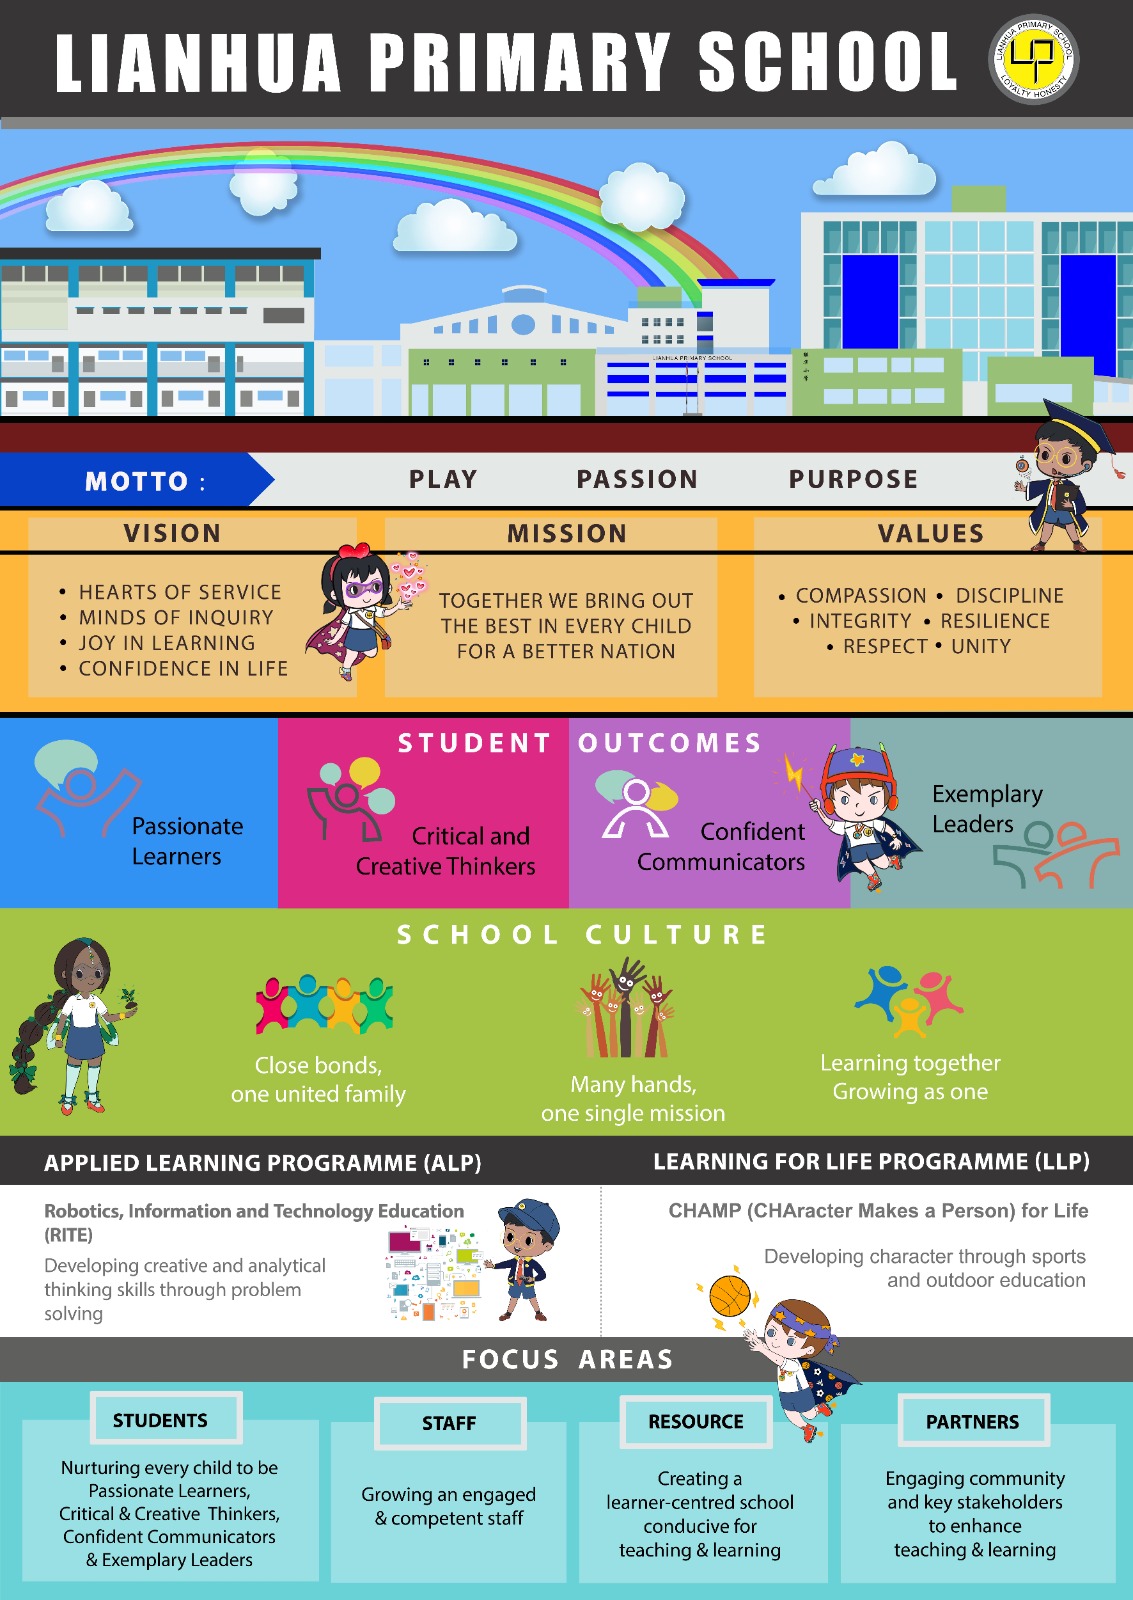 LIANHUA PRIMARY SCHOOL
LIANHUA PRIMARY SCHOOL
LOYALTY HONESTY
LIANHUA PRIMARY SCHOOL
MOTTO :
PLAY PASSION PURPOSE
VISION
• HEARTS OF SERVICE
• MINDS OF INQUIRY
• JOY IN LEARNING
• CONFIDENCE IN LIFE
MISSION
TOGETHER WE BRING OUT
THE BEST IN EVERY CHILD
FOR A BETTER NATION
VALUES
• COMPASSION • DISCIPLINE
• INTEGRITY • RESILIENCE
• RESPECT • UNITY
STUDENT OUTCOMES
Passionate
Learners
Critical and
Creative Thinkers
Confident
Communicators
Exemplary
Leaders
SCHOOL CULTURE
Close bonds,
one united family
Many hands,
one single mission
Learning together
Growing as one
APPLIED LEARNING PROGRAMME (ALP)
Robotics, Information and Technology Education
(RITE)
Developing creative and analytical
thinking skills through problem
solving
LEARNING FOR LIFE PROGRAMME (LLP)
CHAMP (CHAracter Makes a Person) for Life
Developing character through sports
and outdoor education
FOCUS AREAS
STUDENTS
Nurturing every child to be
Passionate Learners,
Critical & Creative Thinkers,
Confident Communicators
& Exemplary Leaders
STAFF
Growing an engaged
& competent staff
RESOURCE
Creating a
learner-centred school
conducive for
teaching & learning
PARTNERS
Engaging community
and key stakeholders
to enhance
teaching & learning